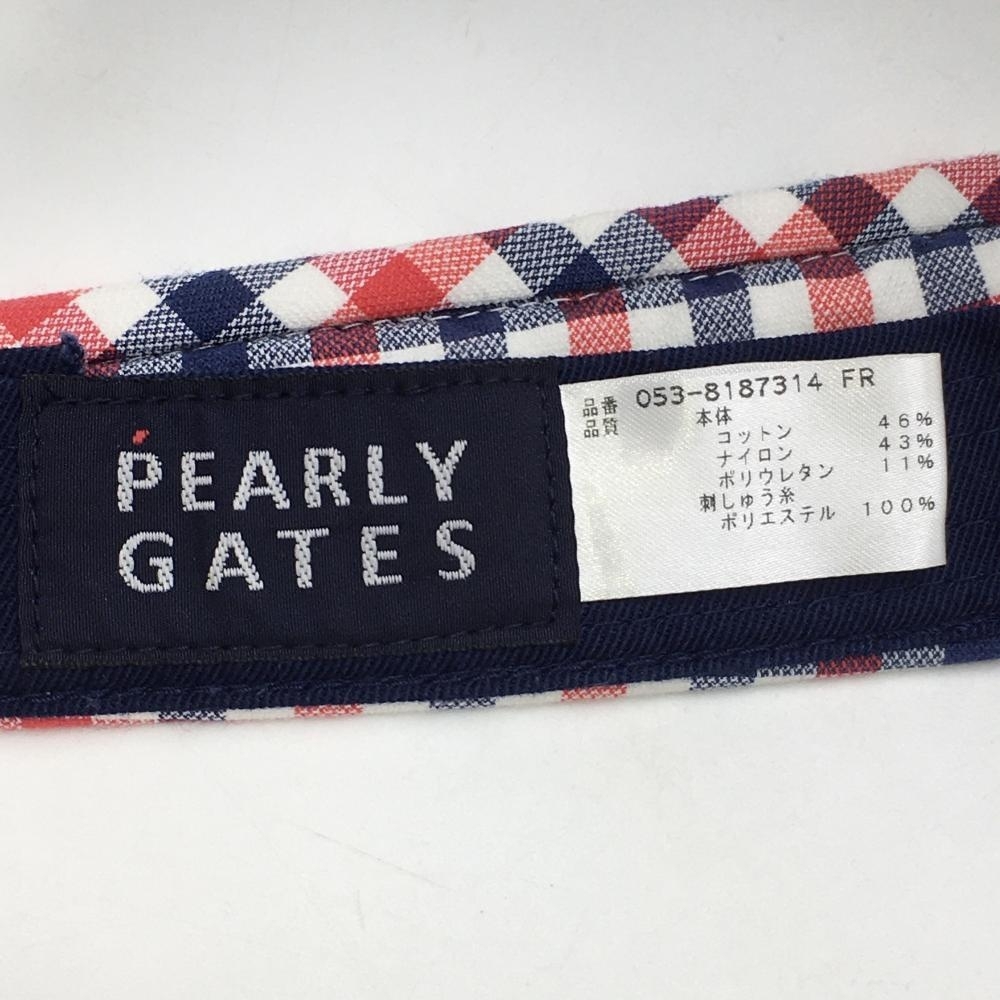 PEARLY
GATES
品番 053-8187314 FR
品質 本体
コットン 46%
ナイロン 43%
ポリウレタン 11%
刺しゅう糸
ポリエステル 100%